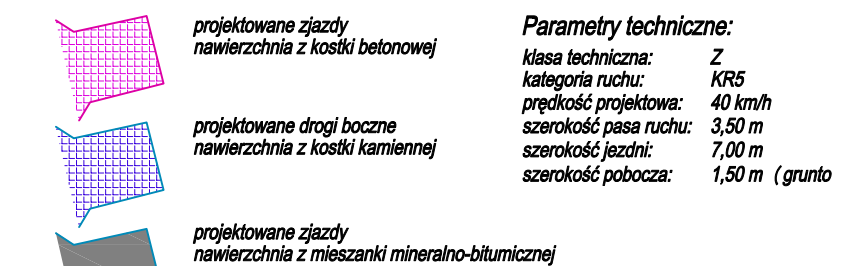 projektowane zjazdy
nawierzchnia z kostki betonowej
projektowane drogi boczne
nawierzchnia z kostki kamiennej
projektowane zjazdy
nawierzchnia z mieszanki mineralno-bitumicznej
Parametry techniczne:
klasa techniczna: Z
kategoria ruchu: KR5
prędkość projektowa: 40 km/h
szerokość pasa ruchu: 3,50 m
szerokość jezdni: 7,00 m
szerokość pobocza: 1,50 m ( grunto